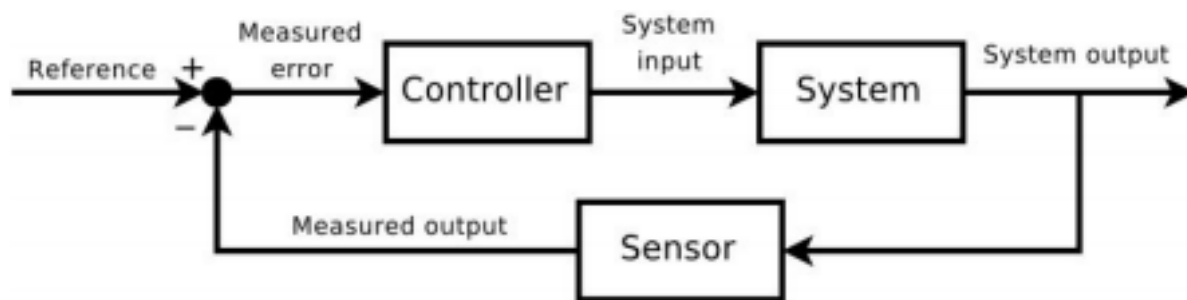 Reference
+
−
Measured
error
Controller
System
input
System
System output
Measured output
Sensor